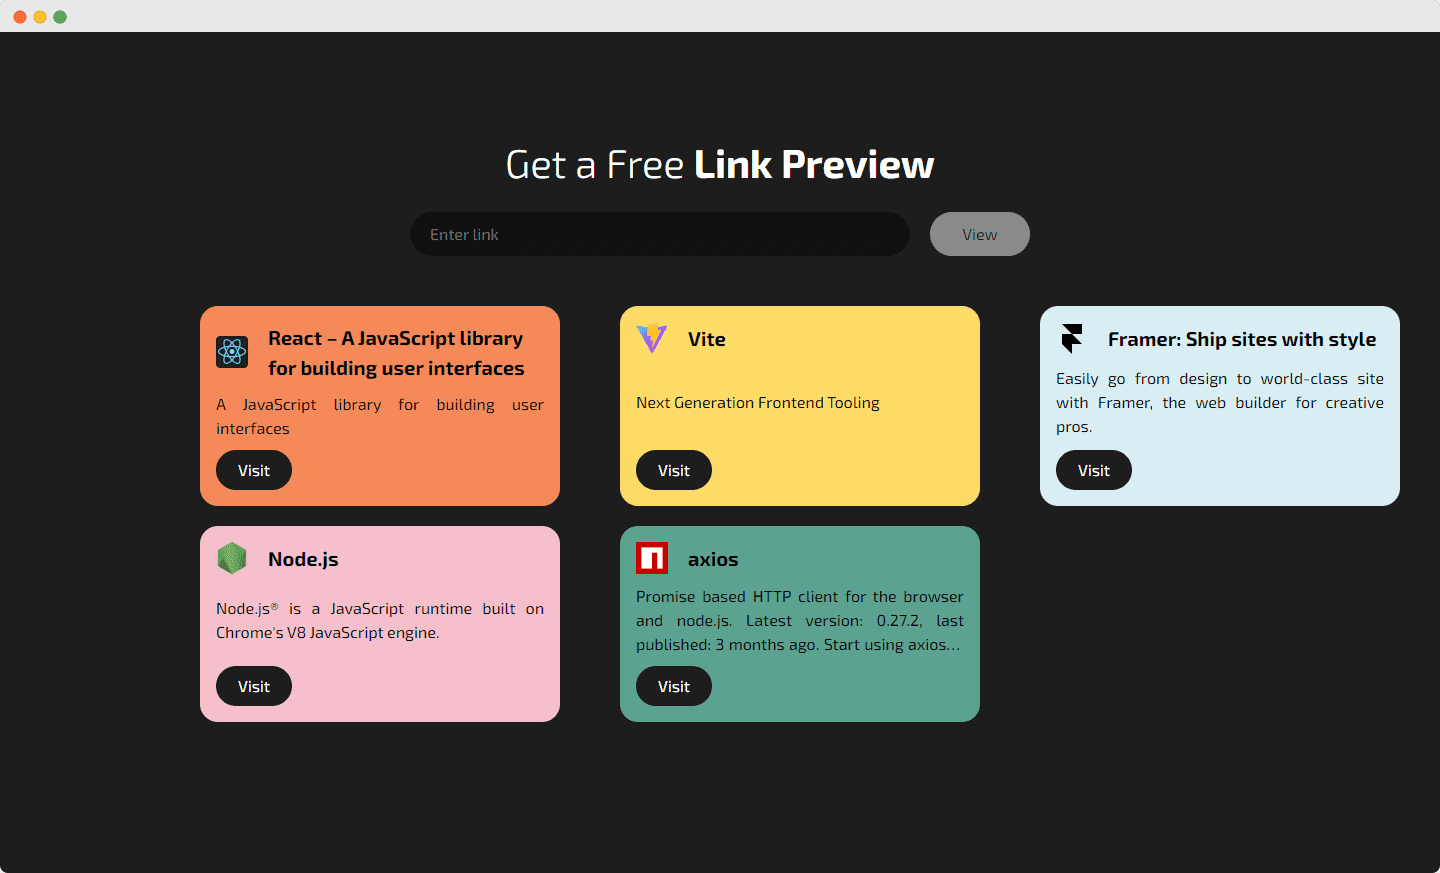 Get a Free Link Preview
Enter link
View
React – A JavaScript library
for building user interfaces
A JavaScript library for building user
interfaces
Visit
Vite
Next Generation Frontend Tooling
Visit
Framer: Ship sites with style
Easily go from design to world-class site
with Framer, the web builder for creative
pros.
Visit
Node.js
Node.js® is a JavaScript runtime built on
Chrome's V8 JavaScript engine.
Visit
axios
Promise based HTTP client for the browser
and node.js. Latest version: 0.27.2, last
published: 3 months ago. Start using axios...
Visit